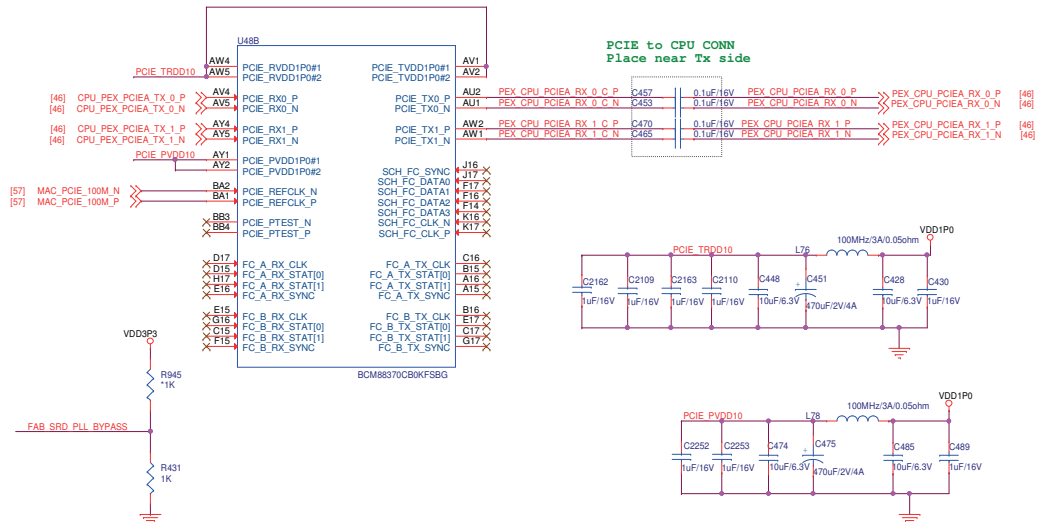 PCIE to CPU CONN
Place near Tx side
U48B
PCIE_TRDD10
AW4 PCIE_RVDD1P0#1 PCIE_TVDD1P0#1 AV1
AW5 PCIE_RVDD1P0#2 PCIE_TVDD1P0#2 AV2
[46] CPU_PEX_PCIEA_TX_0_P AV4 PCIE_RX0_P PCIE_TX0_P AU2 PEX_CPU_PCIEA_RX_0_C_P C457 0.1uF/16V PEX_CPU_PCIEA_RX_0_P PEX_CPU_PCIEA_RX_0_P [46]
[46] CPU_PEX_PCIEA_TX_0_N AV5 PCIE_RX0_N PCIE_TX0_N AU1 PEX_CPU_PCIEA_RX_0_C_N C453 0.1uF/16V PEX_CPU_PCIEA_RX_0_N PEX_CPU_PCIEA_RX_0_N [46]
[46] CPU_PEX_PCIEA_TX_1_P AY4 PCIE_RX1_P PCIE_TX1_P AW2 PEX_CPU_PCIEA_RX_1_C_P C470 0.1uF/16V PEX_CPU_PCIEA_RX_1_P PEX_CPU_PCIEA_RX_1_P [46]
[46] CPU_PEX_PCIEA_TX_1_N AY5 PCIE_RX1_N PCIE_TX1_N AW1 PEX_CPU_PCIEA_RX_1_C_N C465 0.1uF/16V PEX_CPU_PCIEA_RX_1_N PEX_CPU_PCIEA_RX_1_N [46]
PCIE_PVDD10 AY1 PCIE_PVDD1P0#1
AY2 PCIE_PVDD1P0#2
SCH_FC_SYNC J16
SCH_FC_DATA0 J17
[57] MAC_PCIE_100M_N BA2 PCIE_REFCLK_N SCH_FC_DATA1 F17
[57] MAC_PCIE_100M_P BA1 PCIE_REFCLK_P SCH_FC_DATA2 F16
SCH_FC_DATA3 F14
BB3 PCIE_PTEST_N SCH_FC_CLK_N K16
BB4 PCIE_PTEST_P SCH_FC_CLK_P K17
D17 FC_A_RX_CLK FC_A_TX_CLK C16
D15 FC_A_RX_STAT[0] FC_A_TX_STAT[0] B15
H17 FC_A_RX_STAT[1] FC_A_TX_STAT[1] A16
E16 FC_A_RX_SYNC FC_A_TX_SYNC A15
E15 FC_B_RX_CLK FC_B_TX_CLK B16
G16 FC_B_RX_STAT[0] FC_B_TX_STAT[0] E17
C15 FC_B_RX_STAT[1] FC_B_TX_STAT[1] C17
F15 FC_B_RX_SYNC FC_B_TX_SYNC G17
BCM88370CB0KFSBG
VDD1P0
100MHz/3A/0.05ohm
PCIE_TRDD10 L76
C2162 C2109 C2163 C2110 C448 C451 C428 C430
1uF/16V 1uF/16V 1uF/16V 1uF/16V 10uF/6.3V 470uF/2V/4A 10uF/6.3V 1uF/16V
VDD3P3
R945
*1K
FAB_SRD_PLL_BYPASS
R431
1K
VDD1P0
100MHz/3A/0.05ohm
PCIE_PVDD10 L78
C2252 C2253 C474 C475 C485 C489
1uF/16V 1uF/16V 10uF/6.3V 470uF/2V/4A 10uF/6.3V 1uF/16V